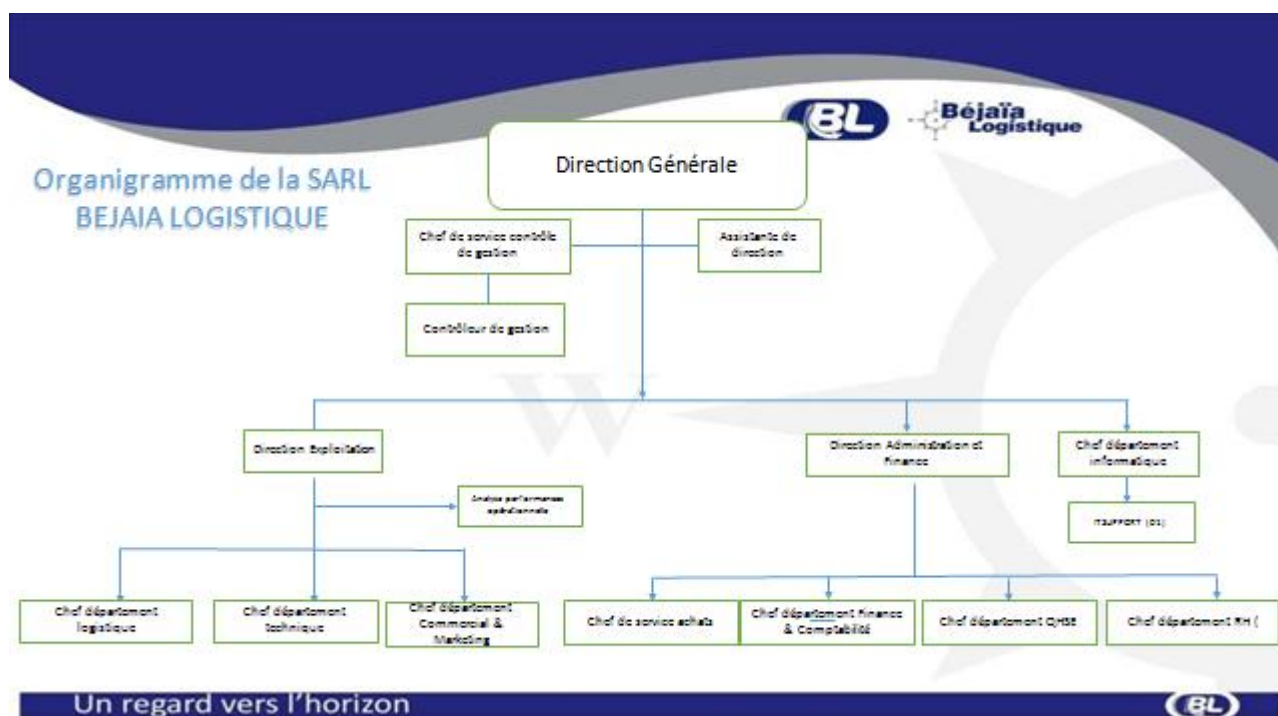 BL
Béjaïa
Logistique
Organigramme de la SARL
BEJAIA LOGISTIQUE
Direction Générale
Chef de service contrôle
de gestion
Assistante de
direction
Contrôleur de gestion
W
Direction Exploitation
Direction Administration et
Finance
Chef département
informatique
Analyse performances
opérationnelle
ITSUPPORT (01)
Chef département
logistique
Chef département
technique
Chef département
Commercial &
Marketing
Chef de service achats
Chef département Finance
& Comptabilité
Chef département QHSE
Chef département RH (
Un regard vers l'horizon
BL